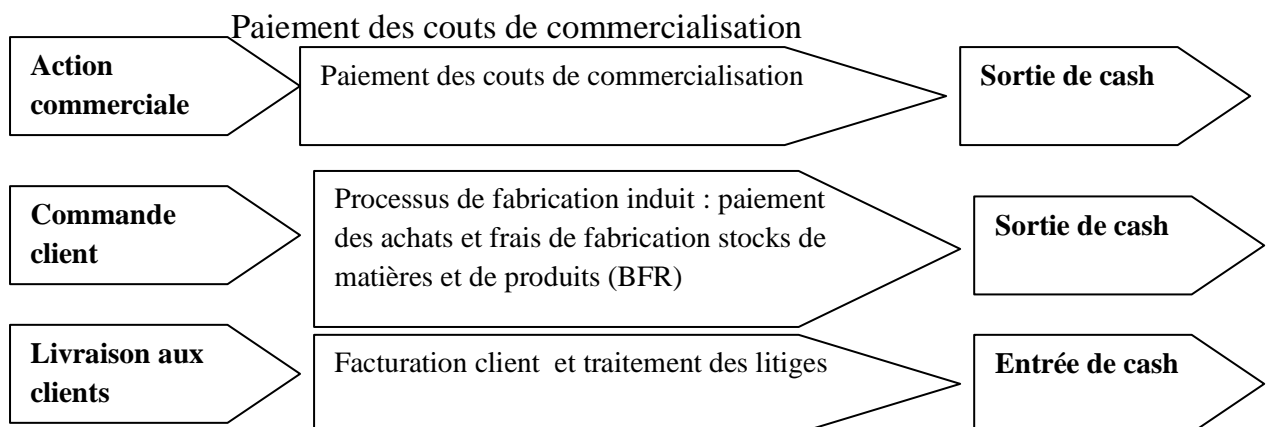 Paiement des couts de commercialisation
Action
commerciale
Paiement des couts de commercialisation
Sortie de cash
Commande
client
Processus de fabrication induit : paiement
des achats et frais de fabrication stocks de
matières et de produits (BFR)
Sortie de cash
Livraison aux
clients
Facturation client et traitement des litiges
Entrée de cash